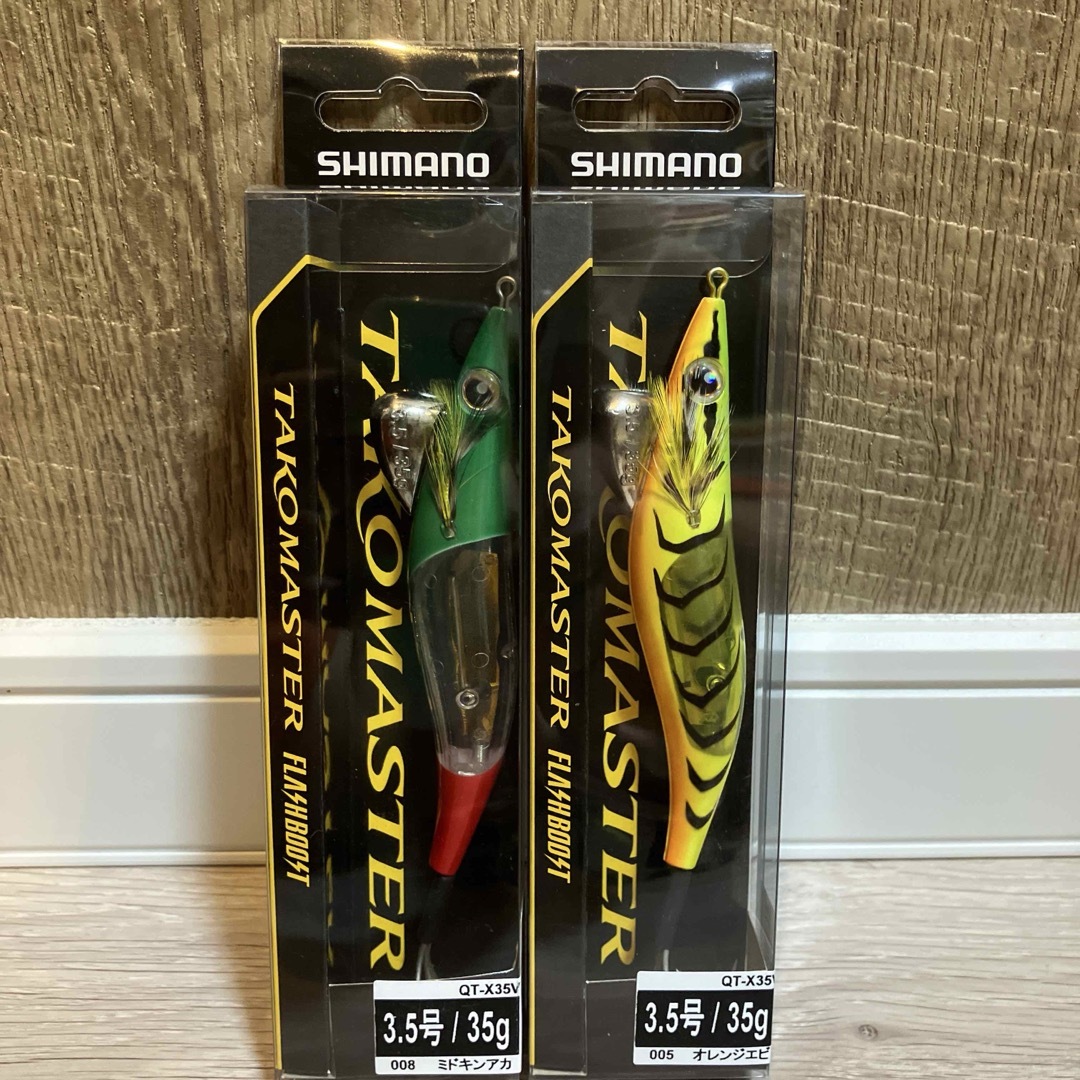 SHIMANO
TAKOMASTER FLASHBOOST
TAKOMASTER
QT-X35V
3.5号 / 35g
008 ミドキンアカ
SHIMANO
TAKOMASTER FLASHBOOST
TAKOMASTER
QT-X35V
3.5号 / 35g
005 オレンジエビ